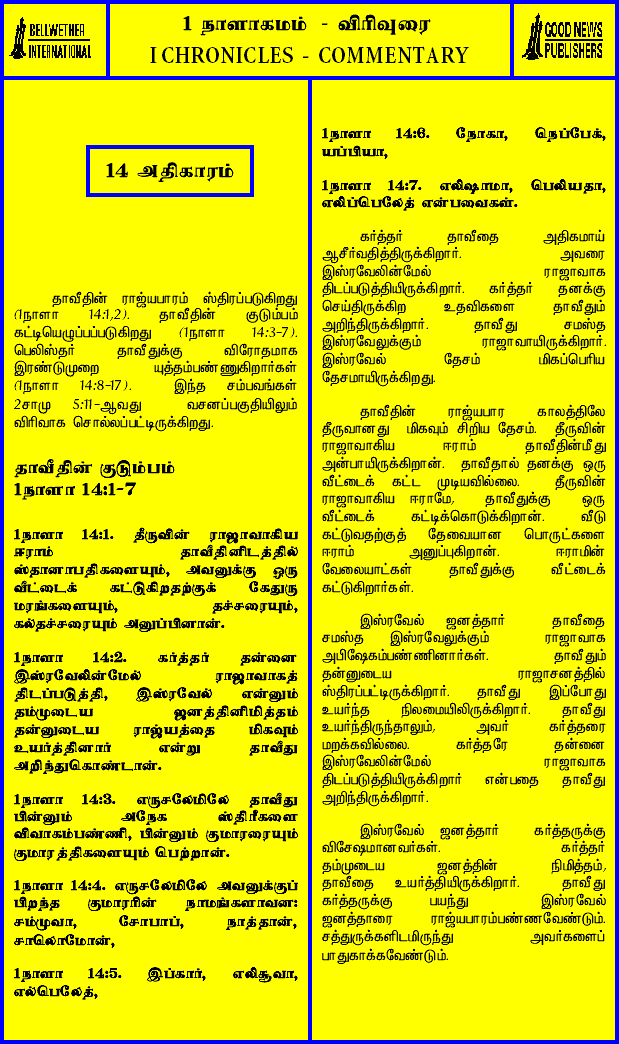 BELLWETHER
INTERNATIONAL
1 நாளாகமம் - விரிவுரை
I CHRONICLES - COMMENTARY
GOOD NEWS
PUBLISHERS
14 அதிகாரம்
தாவீதின் ராஜ்யபாரம் ஸ்திரப்படுகிறது
(1நாளா 14:1,2). தாவீதின் குடும்பம்
கட்டியெழுப்பப்படுகிறது (1நாளா 14:3-7).
பெலிஸ்தர் தாவீதுக்கு விரோதமாக
இரண்டுமுறை யுத்தம்பண்ணுகிறார்கள்
(1நாளா 14:8-17). இந்த சம்பவங்கள்
2சாமு 5:11-ஆவது வசனப்பகுதியிலும்
விரிவாக சொல்லப்பட்டிருக்கிறது.
தாவீதின் குடும்பம்
1நாளா 14:1-7
1நாளா 14:1. தீருவின் ராஜாவாகிய
ஈராம் தாவீதினிடத்தில்
ஸ்தானாபதிகளையும், அவனுக்கு ஒரு
வீட்டைக் கட்டுகிறதற்குக் கேதுரு
மரங்களையும், தச்சரையும்,
கல்தச்சரையும் அனுப்பினான்.
1நாளா 14:2. கர்த்தர் தன்னை
இஸ்ரவேலின்மேல் ராஜாவாகத்
திடப்படுத்தி, இஸ்ரவேல் என்னும்
தம்முடைய ஜனத்தினிமித்தம்
தன்னுடைய ராஜ்யத்தை மிகவும்
உயர்த்தினார் என்று தாவீது
அறிந்துகொண்டான்.
1நாளா 14:3. எருசலேமிலே தாவீது
பின்னும் அநேக ஸ்திரீகளை
விவாகம்பண்ணி, பின்னும் குமாரரையும்
குமாரத்திகளையும் பெற்றான்.
1நாளா 14:4. எருசலேமிலே அவனுக்குப்
பிறந்த குமாரரின் நாமங்களாவன:
சம்முவா, சோபாப், நாத்தான்,
சாலொமோன்,
1நாளா 14:5. இப்கார், எலிசூவா,
எல்பெலேத்,
1நாளா 14:6. நோகா, நெப்பேக்,
யப்பியா,
1நாளா 14:7. எலிஷாமா, பெலியதா,
எலிப்பெலேத் என்பவைகள்.
கர்த்தர் தாவீதை அதிகமாய்
ஆசீர்வதித்திருக்கிறார். அவரை
இஸ்ரவேலின்மேல் ராஜாவாக
திடப்படுத்தியிருக்கிறார். கர்த்தர் தனக்கு
செய்திருக்கிற உதவிகளை தாவீதும்
அறிந்திருக்கிறார். தாவீது சமஸ்த
இஸ்ரவேலுக்கும் ராஜாவாயிருக்கிறார்.
இஸ்ரவேல் தேசம் மிகப்பெரிய
தேசமாயிருக்கிறது.
தாவீதின் ராஜ்யபார காலத்திலே
தீருவானது மிகவும் சிறிய தேசம். தீருவின்
ராஜாவாகிய ஈராம் தாவீதின்மீது
அன்பாயிருக்கிறான். தாவீதால் தனக்கு ஒரு
வீட்டைக் கட்ட முடியவில்லை. தீருவின்
ராஜாவாகிய ஈராமே, தாவீதுக்கு ஒரு
வீட்டைக் கட்டிக்கொடுக்கிறான். வீடு
கட்டுவதற்குத் தேவையான பொருட்களை
ஈராம் அனுப்புகிறான். ஈராமின்
வேலையாட்கள் தாவீதுக்கு வீட்டைக்
கட்டுகிறார்கள்.
இஸ்ரவேல் ஜனத்தார் தாவீதை
சமஸ்த இஸ்ரவேலுக்கும் ராஜாவாக
அபிஷேகம்பண்ணினார்கள். தாவீதும்
தன்னுடைய ராஜாசனத்தில்
ஸ்திரப்பட்டிருக்கிறார். தாவீது இப்போது
உயர்ந்த நிலமையிலிருக்கிறார். தாவீது
உயர்ந்திருந்தாலும், அவர் கர்த்தரை
மறக்கவில்லை. கர்த்தரே தன்னை
இஸ்ரவேலின்மேல் ராஜாவாக
திடப்படுத்தியிருக்கிறார் என்பதை தாவீது
அறிந்திருக்கிறார்.
இஸ்ரவேல் ஜனத்தார் கர்த்தருக்கு
விசேஷமானவர்கள். கர்த்தர்
தம்முடைய ஜனத்தின் நிமித்தம்,
தாவீதை உயர்த்தியிருக்கிறார். தாவீது
கர்த்தருக்கு பயந்து இஸ்ரவேல்
ஜனத்தாரை ராஜ்யபாரம்பண்ணவேண்டும்.
சத்துருக்களிடமிருந்து அவர்களைப்
பாதுகாக்கவேண்டும்.